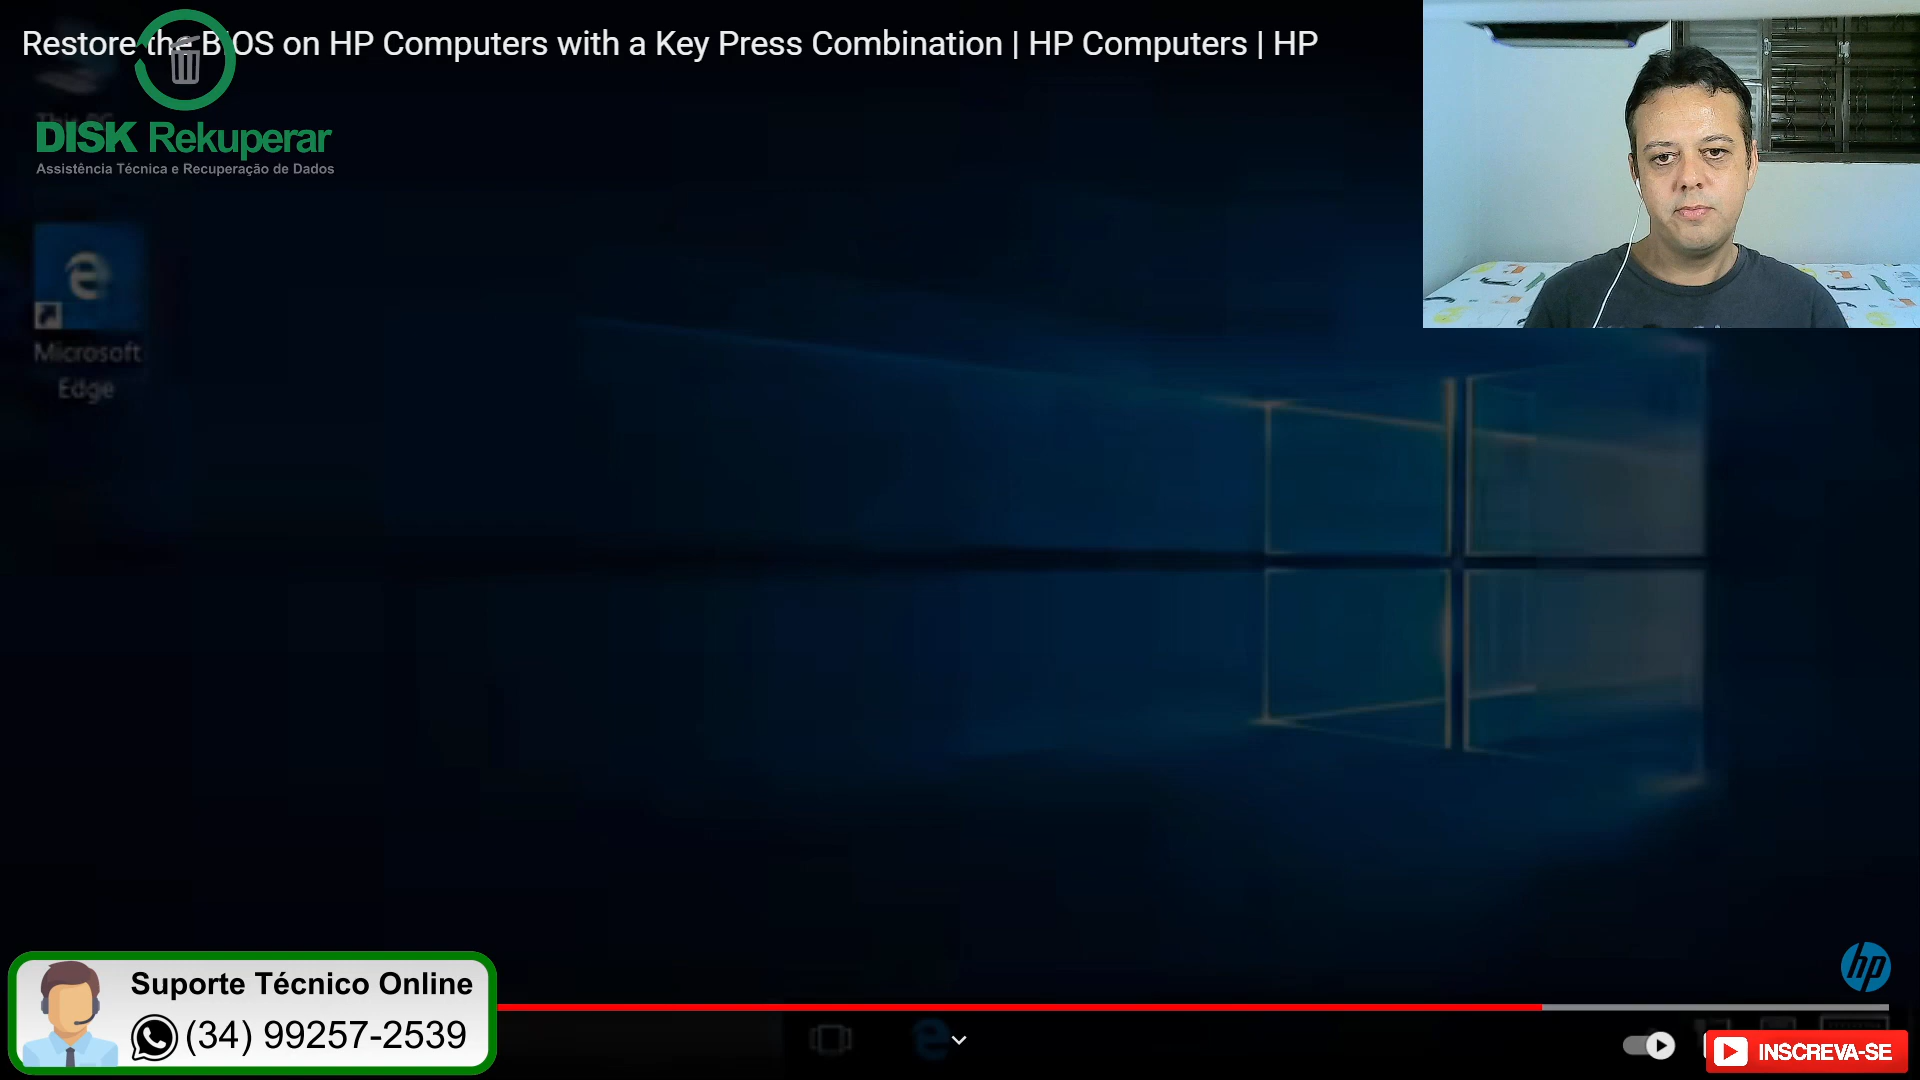 Restore the BIOS on HP Computers with a Key Press Combination | HP Computers | HP
DISK Rekuperar
Assistência Técnica e Recuperação de Dados
Microsoft
Edge
hp
Suporte Técnico Online
(34) 99257-2539
INSCREVA-SE